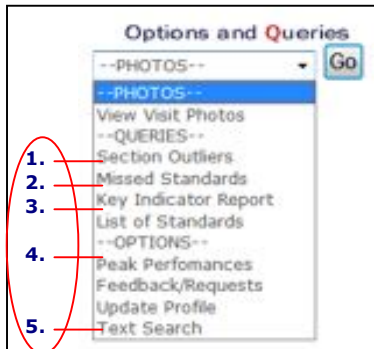 Options and Queries
--PHOTOS-- Go
--PHOTOS--
View Visit Photos
--QUERIES--
1. Section Outliers
2. Missed Standards
3. Key Indicator Report
List of Standards
--OPTIONS--
4. Peak Perfomances
Feedback/Requests
Update Profile
5. Text Search